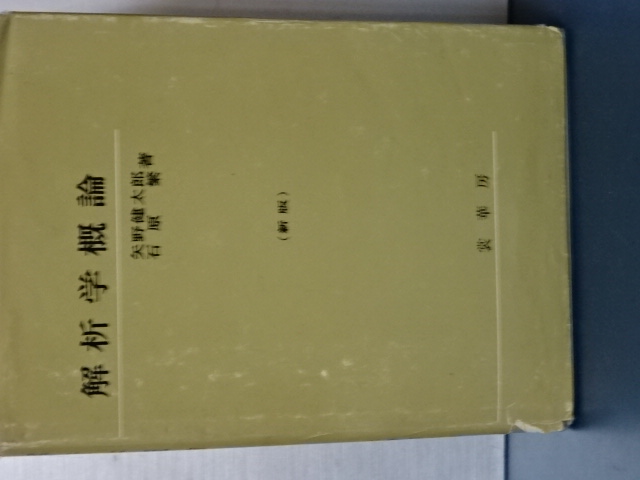 解析学概論
矢野健太郎
石原 繁 著
(新版)
裳華房